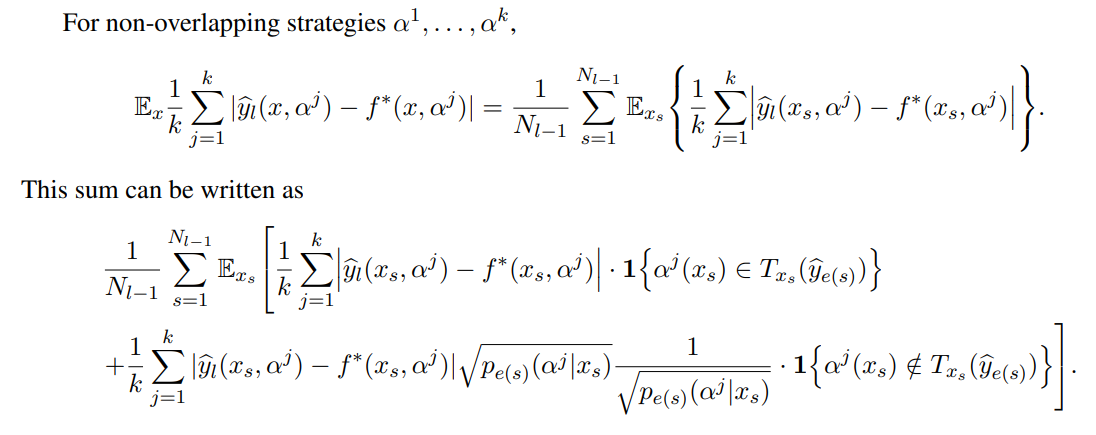 For non-overlapping strategies $\alpha^1, \ldots, \alpha^k$,
$$\mathbb{E}_x \frac{1}{k} \sum_{j=1}^{k} |\widehat{y}_l(x, \alpha^j) - f^*(x, \alpha^j)| = \frac{1}{N_{l-1}} \sum_{s=1}^{N_{l-1}} \mathbb{E}_{x_s} \left\{ \frac{1}{k} \sum_{j=1}^{k} \left| \widehat{y}_l(x_s, \alpha^j) - f^*(x_s, \alpha^j) \right| \right\}.$$
This sum can be written as
$$\frac{1}{N_{l-1}} \sum_{s=1}^{N_{l-1}} \mathbb{E}_{x_s} \left[ \frac{1}{k} \sum_{j=1}^{k} \left| \widehat{y}_l(x_s, \alpha^j) - f^*(x_s, \alpha^j) \right| \cdot \mathbf{1}\left\{ \alpha^j(x_s) \in T_{x_s}(\widehat{y}_{e(s)}) \right\} \right.$$
$$\left. + \frac{1}{k} \sum_{j=1}^{k} |\widehat{y}_l(x_s, \alpha^j) - f^*(x_s, \alpha^j)| \sqrt{p_{e(s)}(\alpha^j|x_s)} \frac{1}{\sqrt{p_{e(s)}(\alpha^j|x_s)}} \cdot \mathbf{1}\left\{ \alpha^j(x_s) \notin T_{x_s}(\widehat{y}_{e(s)}) \right\} \right].$$